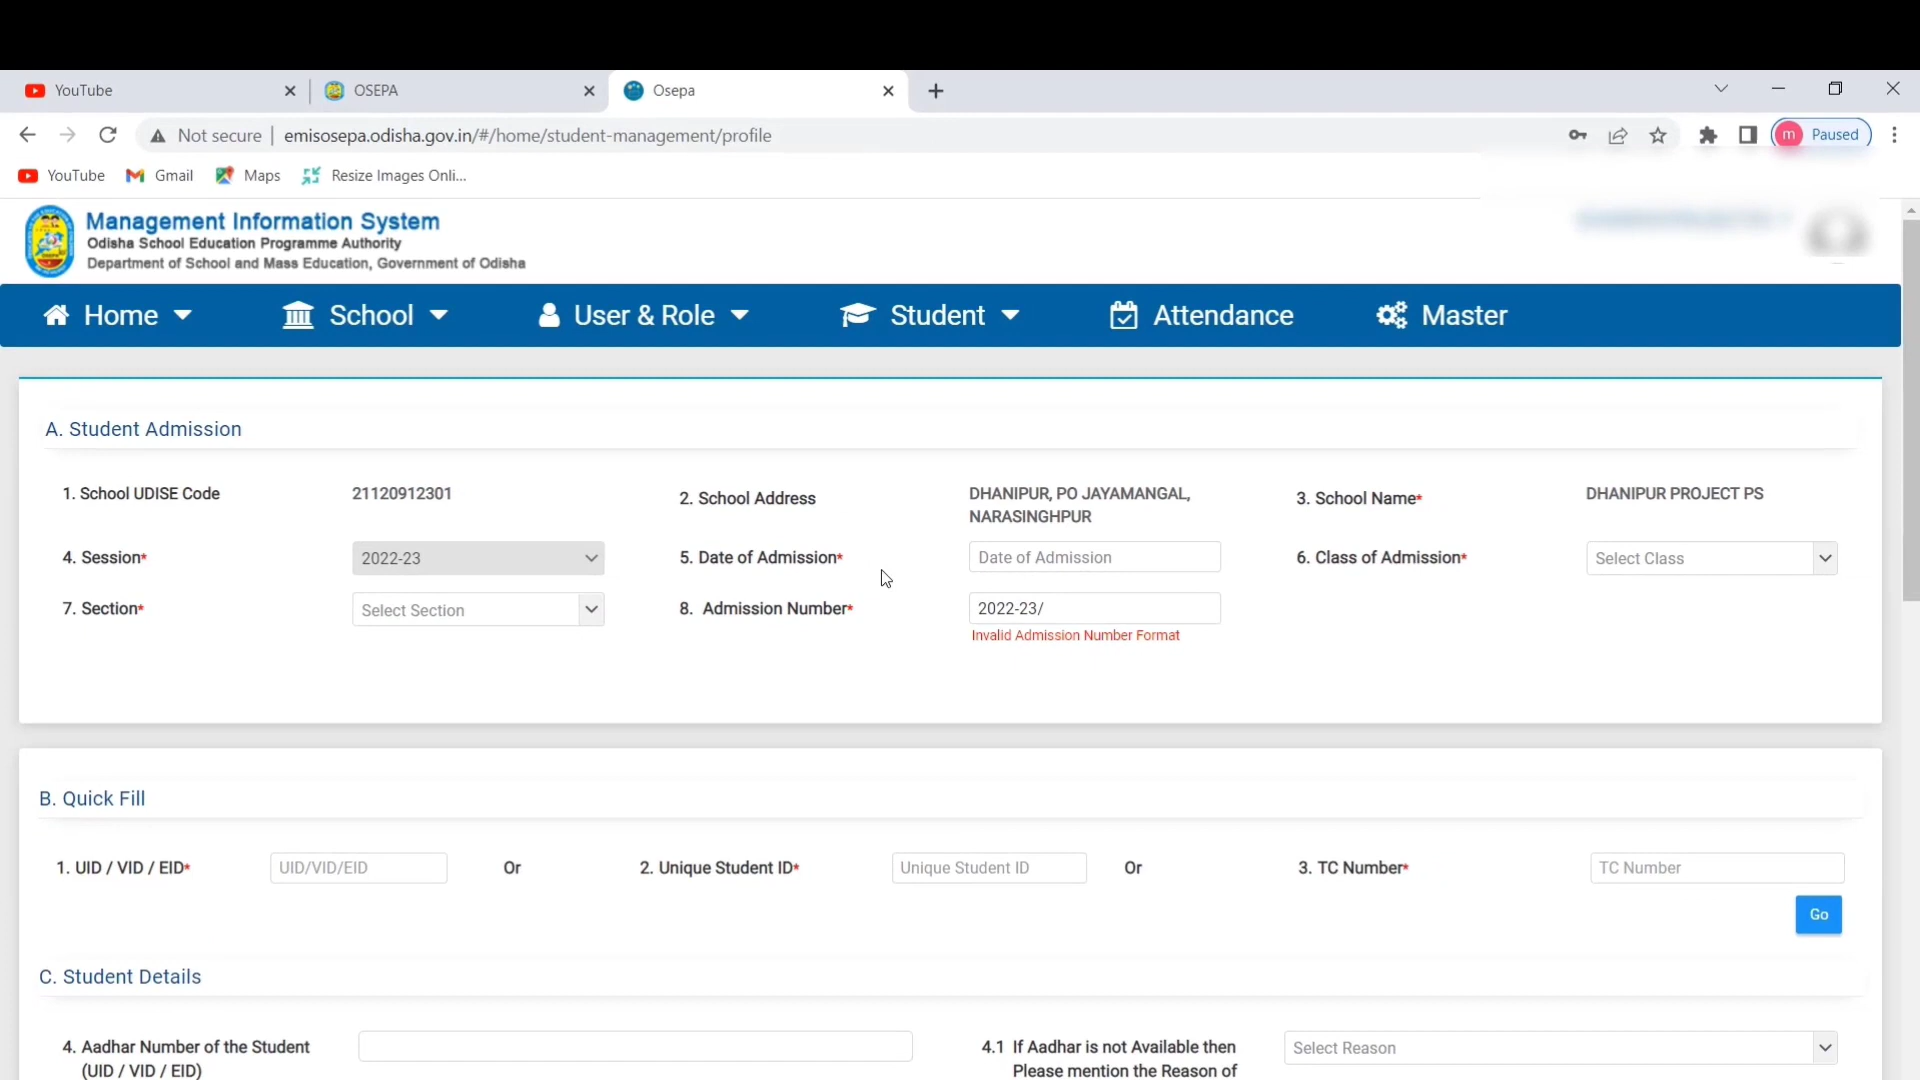 YouTube
OSEPA
Osepa
Not secure | emisosepa.odisha.gov.in/#/home/student-management/profile
m Paused
YouTube Gmail Maps Resize Images Onli...
Management Information System
Odisha School Education Programme Authority
Department of School and Mass Education, Government of Odisha
Home School User & Role Student Attendance Master
A. Student Admission
1. School UDISE Code 21120912301 2. School Address DHANIPUR, PO JAYAMANGAL, 3. School Name* DHANIPUR PROJECT PS
NARASINGHPUR
4. Session* 2022-23 5. Date of Admission* Date of Admission 6. Class of Admission* Select Class
7. Section* Select Section 8. Admission Number* 2022-23/
Invalid Admission Number Format
B. Quick Fill
1. UID / VID / EID* UID/VID/EID Or 2. Unique Student ID* Unique Student ID Or 3. TC Number* TC Number
Go
C. Student Details
4. Aadhar Number of the Student 4.1 If Aadhar is not Available then Select Reason
(UID / VID / EID) Please mention the Reason of